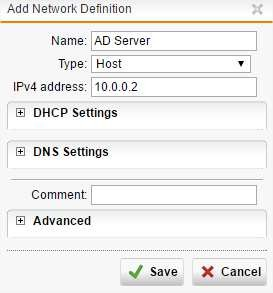 Add Network Definition
Name: AD Server
Type: Host
IPv4 address: 10.0.0.2
DHCP Settings
DNS Settings
Comment:
Advanced
Save Cancel